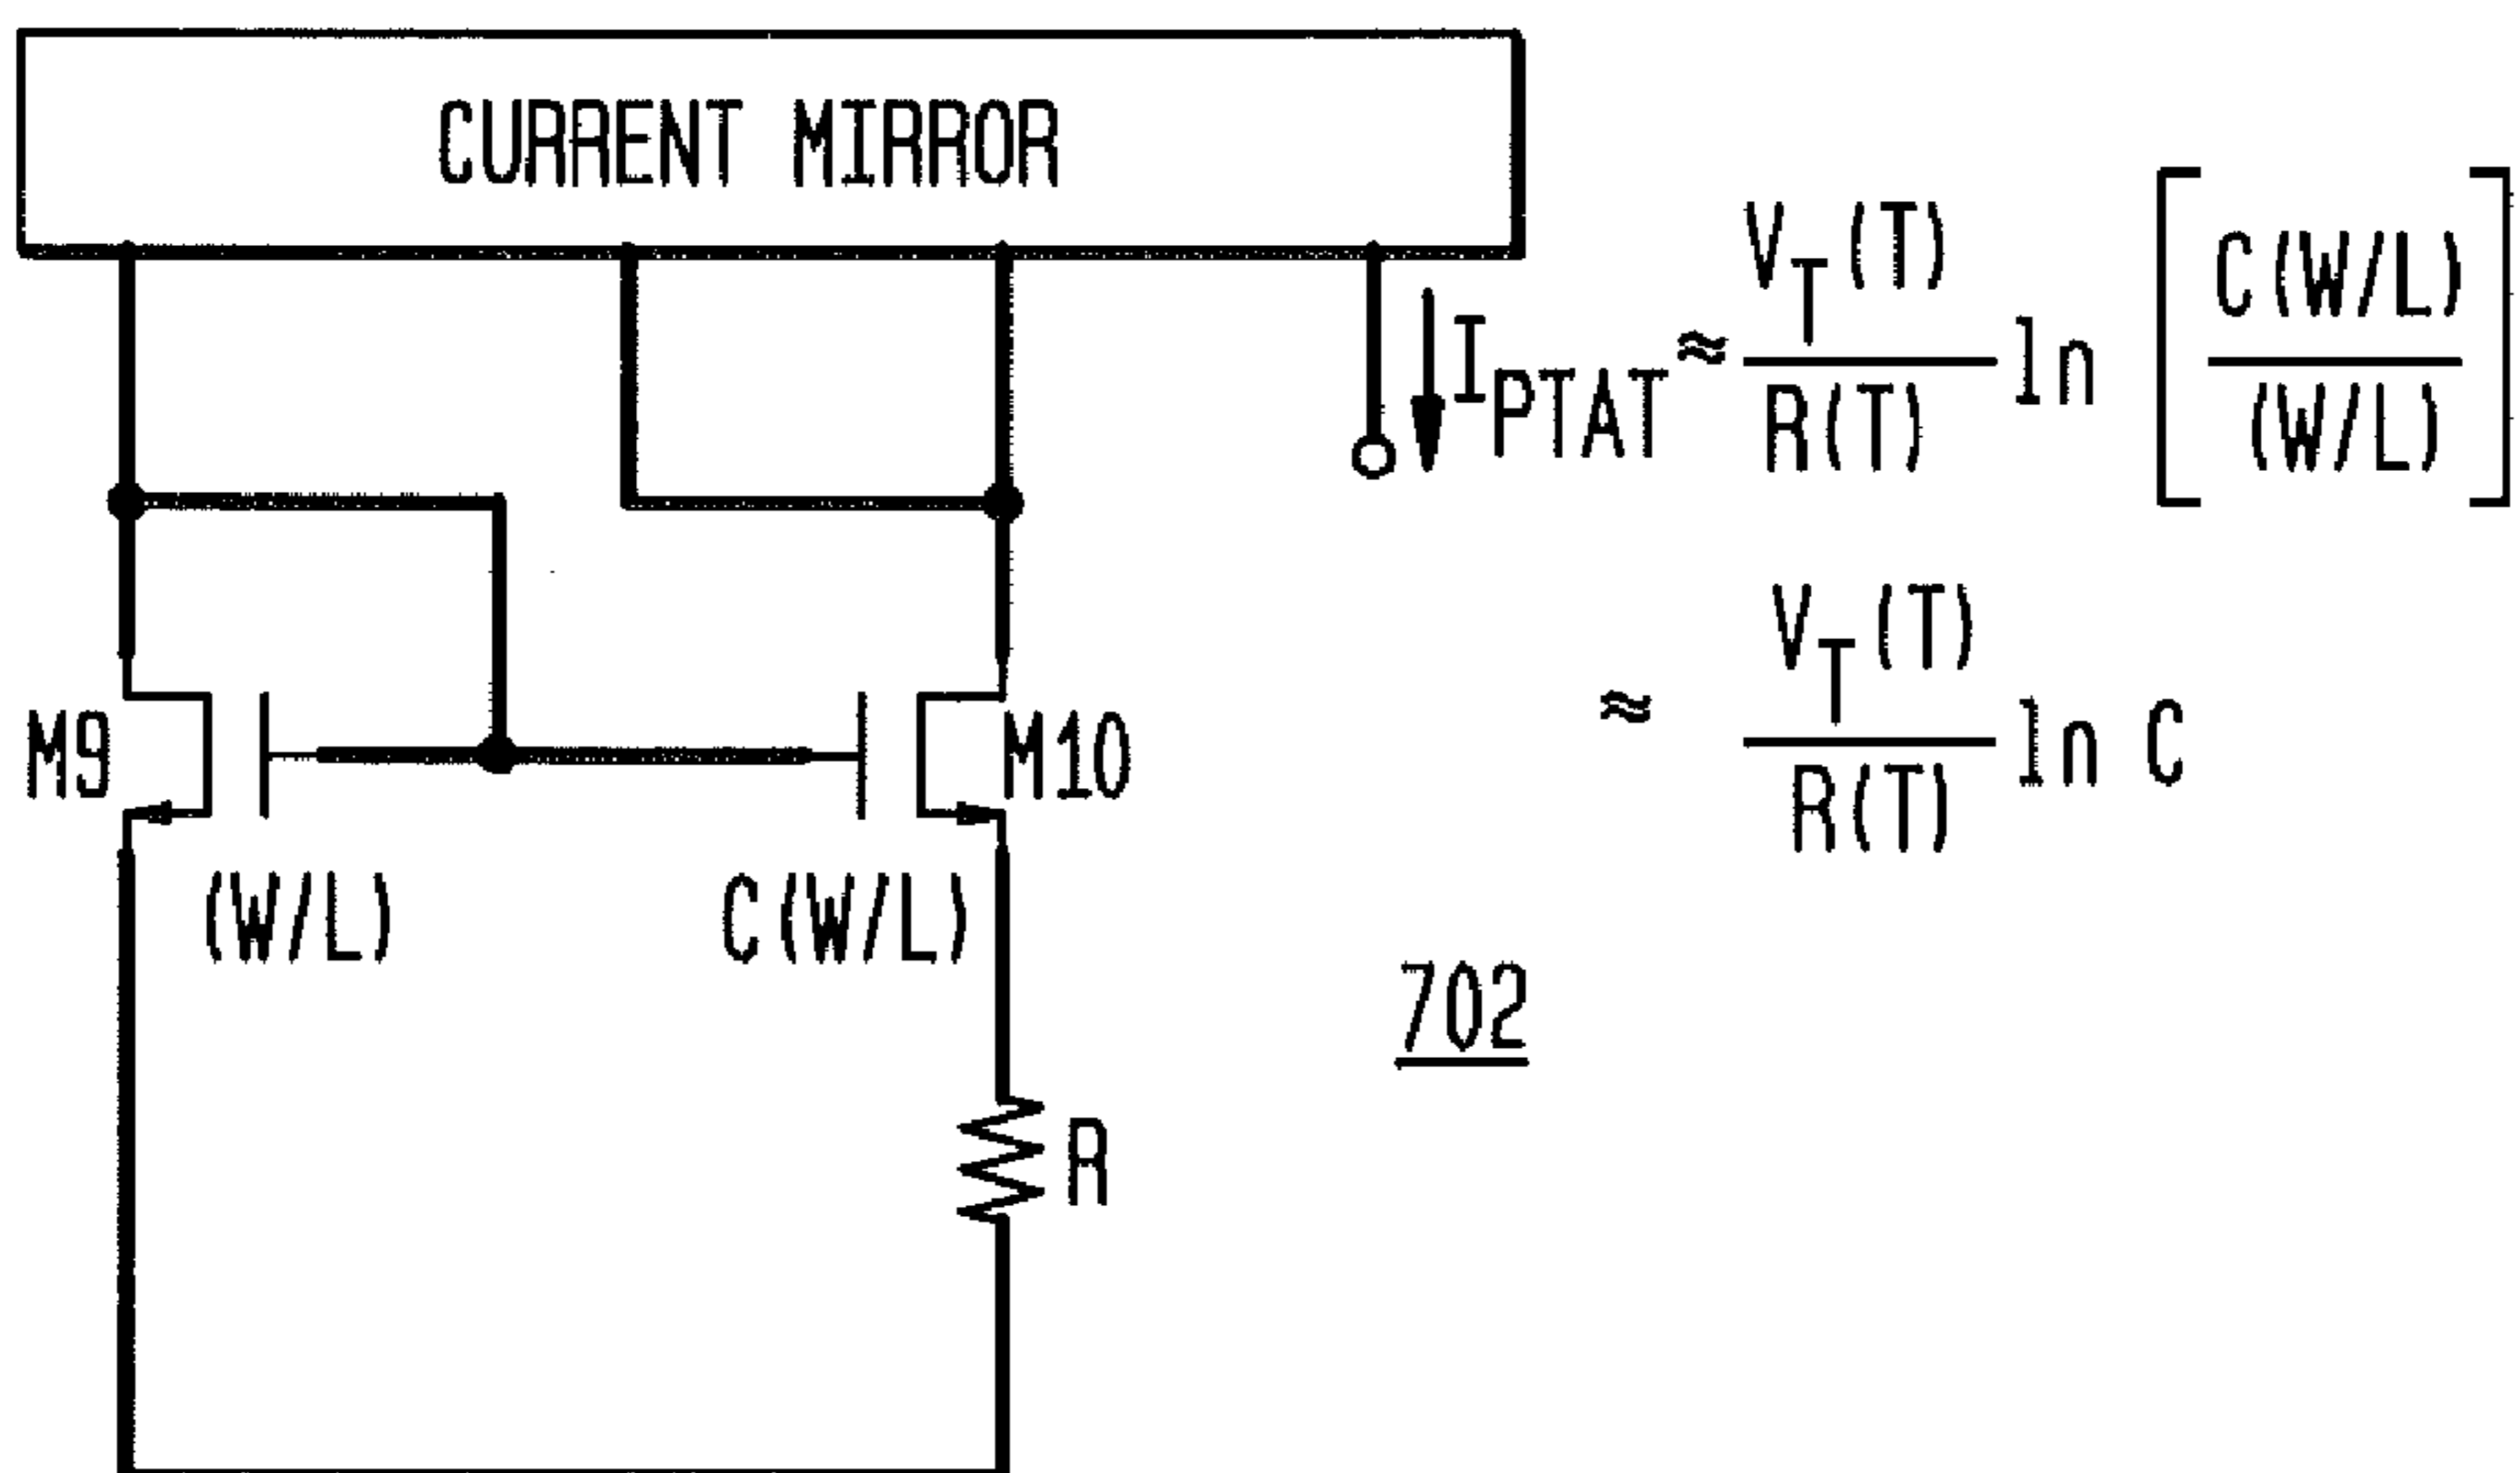 CURRENT MIRROR
I_PTAT ≈ V_T(T) / R(T) ln [ C(W/L) / (W/L) ]
≈ V_T(T) / R(T) ln C
M9
M10
(W/L)
C(W/L)
702
R